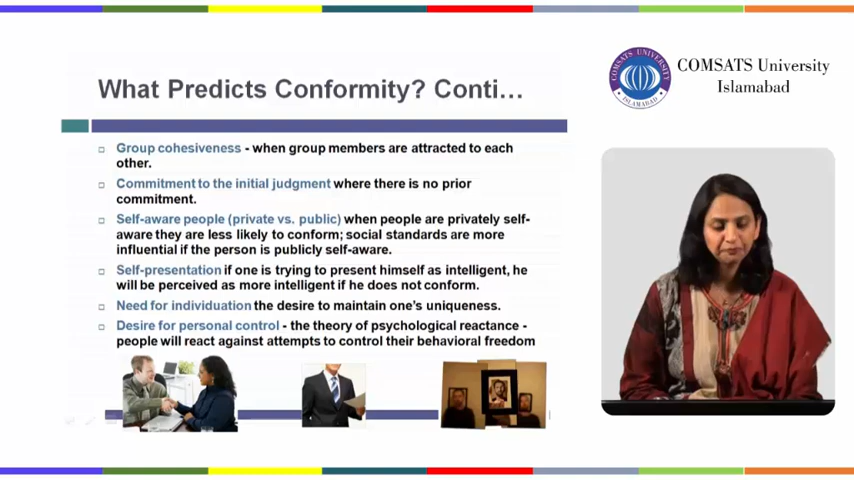 What Predicts Conformity? Conti...
COMSATS University
Islamabad
COMSATS UNIVERSITY
ISLAMABAD
Group cohesiveness - when group members are attracted to each
other.
Commitment to the initial judgment where there is no prior
commitment.
Self-aware people (private vs. public) when people are privately self-
aware they are less likely to conform; social standards are more
influential if the person is publicly self-aware.
Self-presentation if one is trying to present himself as intelligent, he
will be perceived as more intelligent if he does not conform.
Need for individuation the desire to maintain one's uniqueness.
Desire for personal control - the theory of psychological reactance -
people will react against attempts to control their behavioral freedom